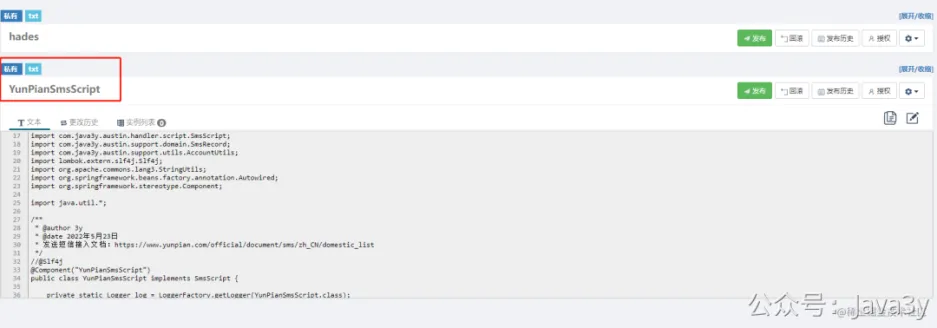 私有 txt [展开/收缩]
hades 发布 回滚 发布历史 授权
私有 txt [展开/收缩]
YunPianSmsScript 发布 回滚 发布历史 授权
文本 更改历史 实例列表 0
17 import com.java3y.austin.handler.script.SmsScript;
18 import com.java3y.austin.support.domain.SmsRecord;
19 import com.java3y.austin.support.utils.AccountUtils;
20 import lombok.extern.slf4j.Slf4j;
21 import org.apache.commons.lang3.StringUtils;
22 import org.springframework.beans.factory.annotation.Autowired;
23 import org.springframework.stereotype.Component;
24
25 import java.util.*;
26
27 /**
28 * @author 3y
29 * @date 2022年5月23日
30 * 发送短信接入文档：https://www.yunpian.com/official/document/sms/zh_CN/domestic_list
31 */
32 //@Slf4j
33 @Component("YunPianSmsScript")
34 public class YunPianSmsScript implements SmsScript {
35
36 private static Logger log = LoggerFactory.getLogger(YunPianSmsScript.class);
公众号：Java3y